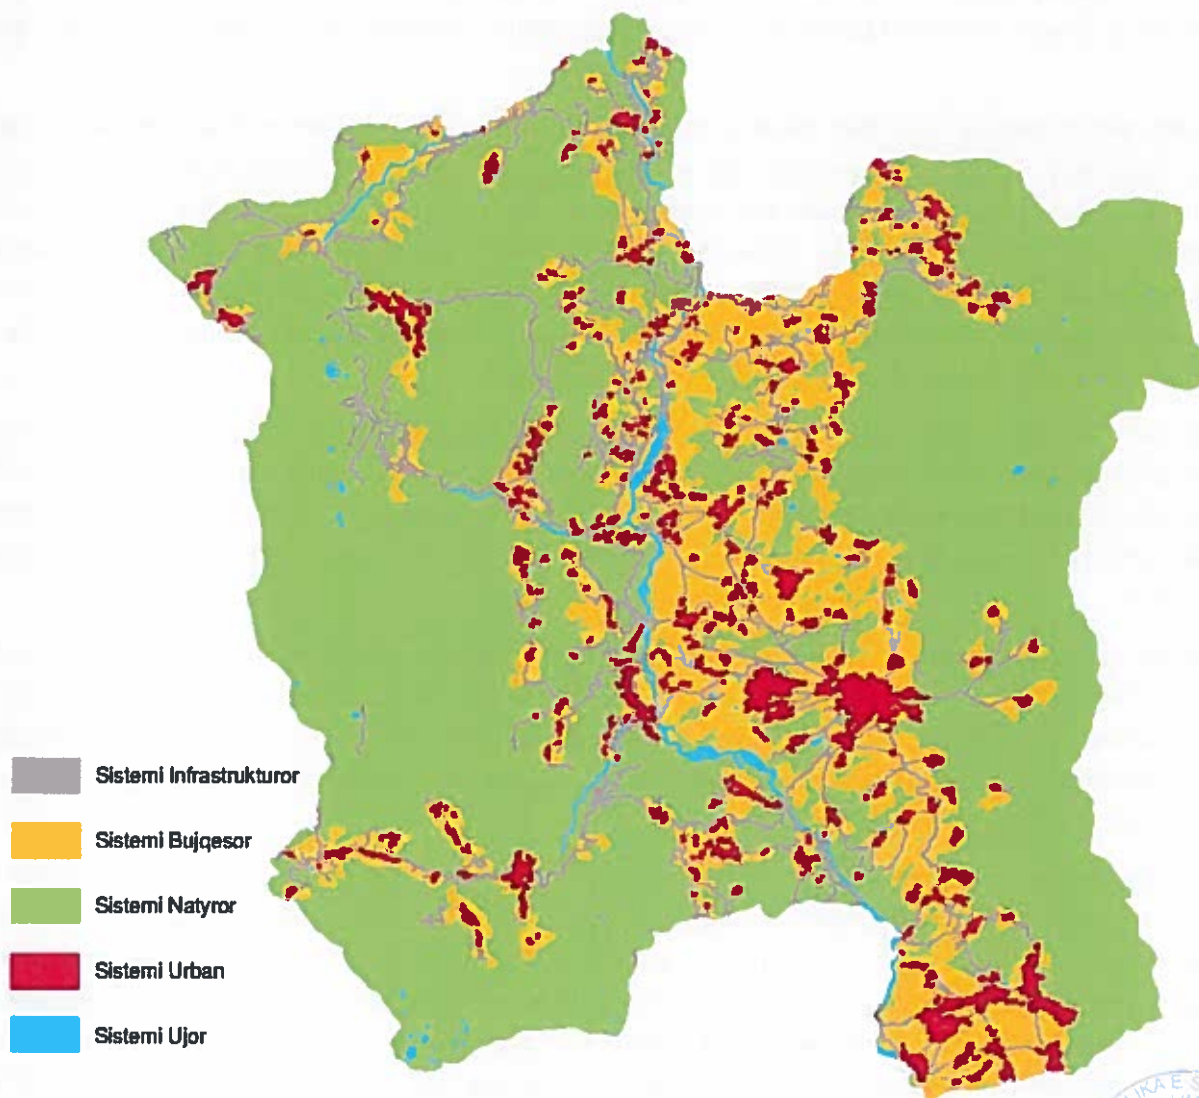 Sistemi Infrastrukturor
Sistemi Bujqesor
Sistemi Natyror
Sistemi Urban
Sistemi Ujor